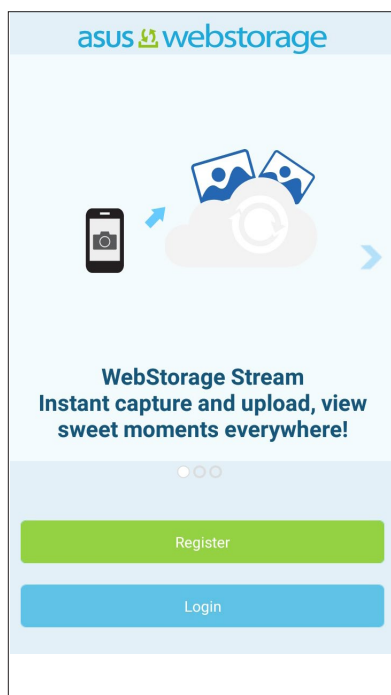 asus webstorage
WebStorage Stream
Instant capture and upload, view
sweet moments everywhere!
Register
Login